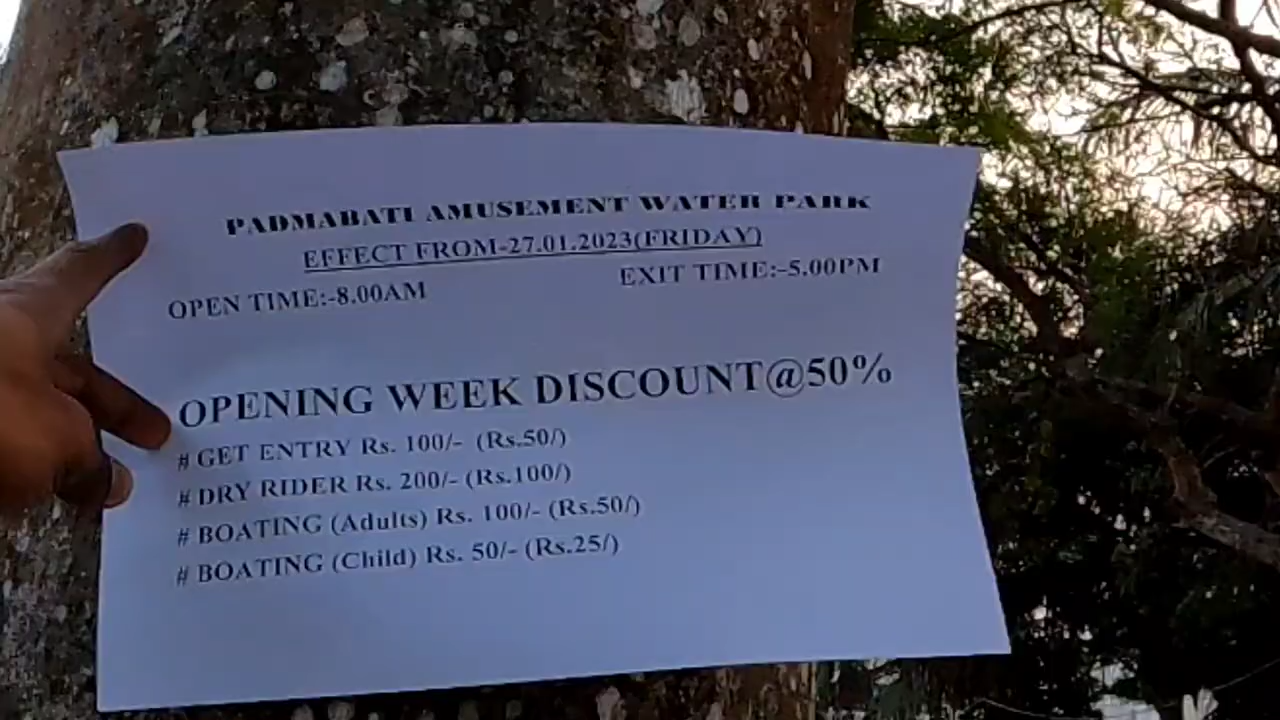 PADMABATI AMUSEMENT WATER PARK
EFFECT FROM-27.01.2023(FRIDAY)
OPEN TIME:-8.00AM EXIT TIME:-5.00PM
OPENING WEEK DISCOUNT@50%
# GET ENTRY Rs. 100/- (Rs.50/)
# DRY RIDER Rs. 200/- (Rs.100/)
# BOATING (Adults) Rs. 100/- (Rs.50/)
# BOATING (Child) Rs. 50/- (Rs.25/)